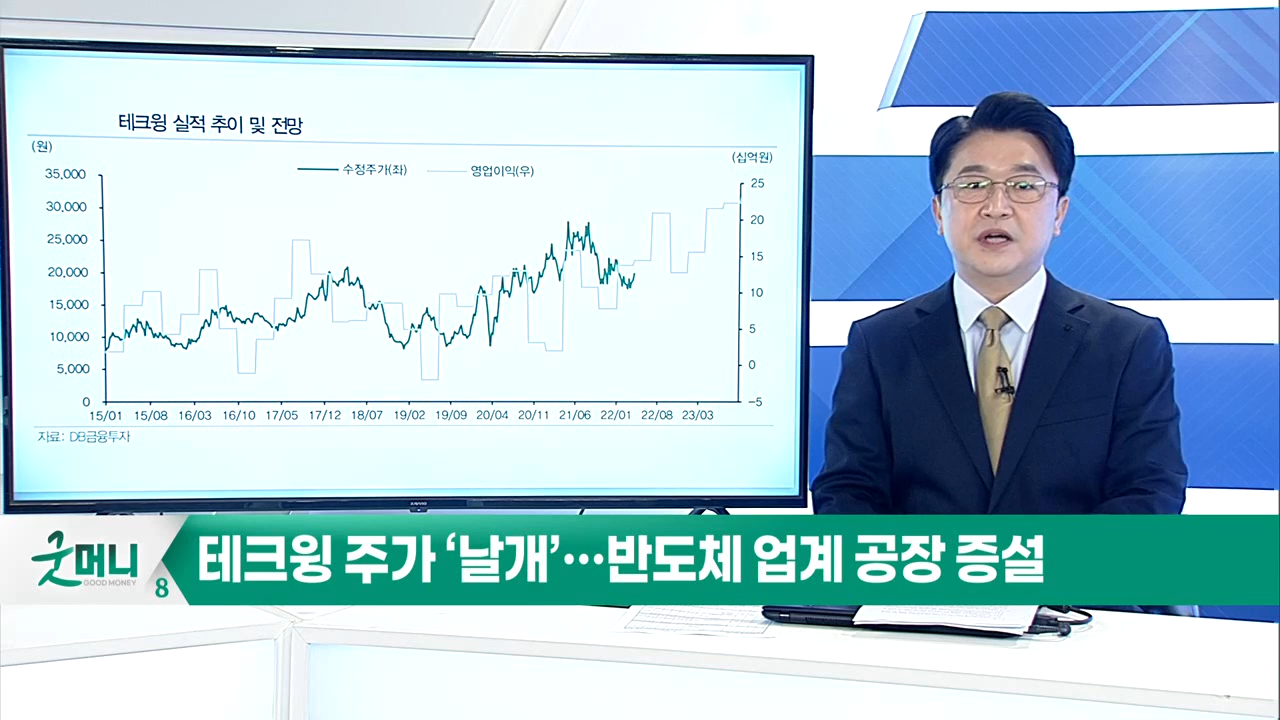 테크윙 실적 추이 및 전망
(원)
(십억원)
수정주가(좌)
영업이익(우)
35,000
30,000
25,000
20,000
15,000
10,000
5,000
0
25
20
15
10
5
0
-5
15/01 15/08 16/03 16/10 17/05 17/12 18/07 19/02 19/09 20/04 20/11 21/06 22/01 22/08 23/03
자료: DB금융투자
굿머니
GOOD MONEY
8
테크윙 주가 ‘날개’…반도체 업계 공장 증설